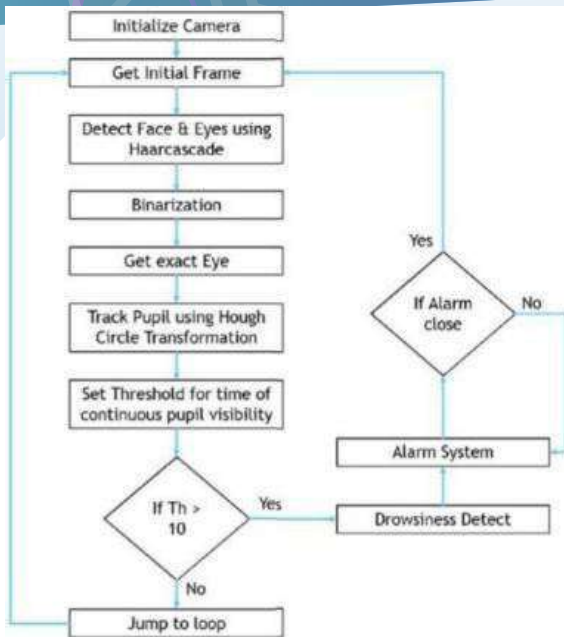 Initialize Camera
Get Initial Frame
Detect Face & Eyes using
Haarcascade
Binarization
Get exact Eye
Track Pupil using Hough
Circle Transformation
Set Threshold for time of
continuous pupil visibility
If Th >
10
Yes
No
Jump to loop
Drowsiness Detect
Alarm System
If Alarm
close
Yes
No